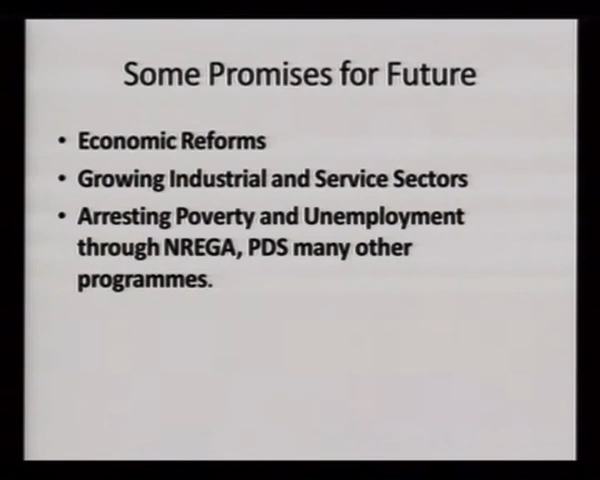 Some Promises for Future
• Economic Reforms
• Growing Industrial and Service Sectors
• Arresting Poverty and Unemployment
through NREGA, PDS many other
programmes.